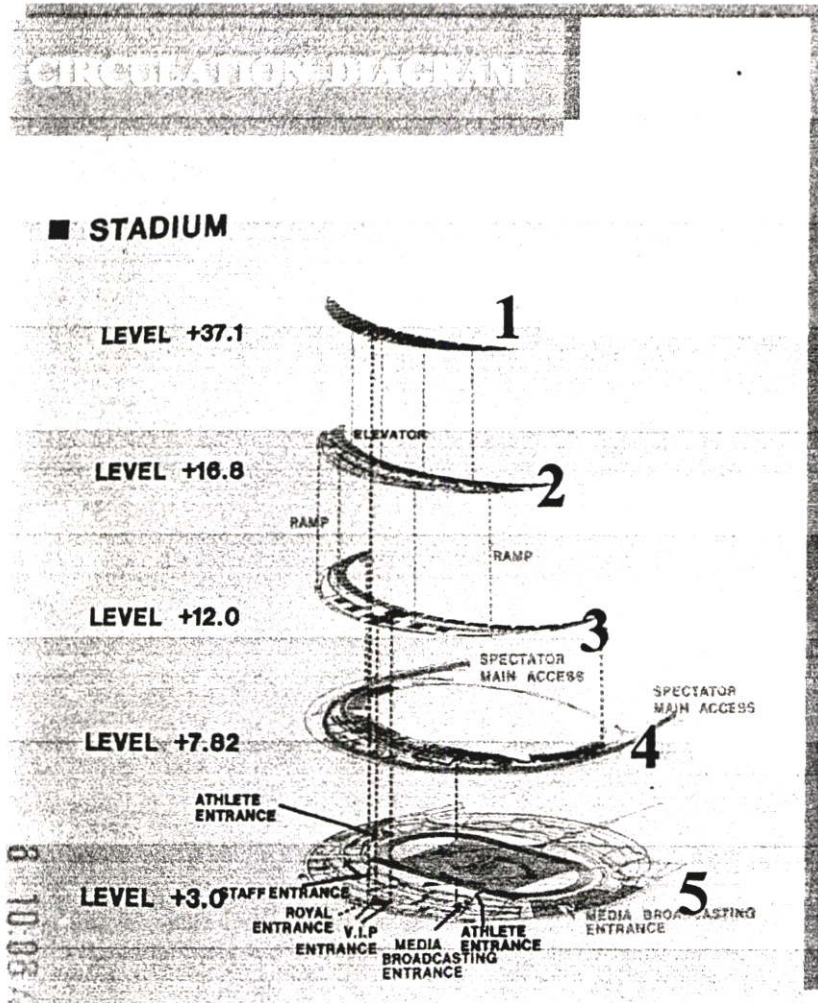 CIRCULATION DIAGRAM
■ STADIUM
1
LEVEL +37.1
ELEVATOR
LEVEL +16.8
2
RAMP
RAMP
LEVEL +12.0
3
SPECTATOR
MAIN ACCESS
SPECTATOR
MAIN ACCESS
LEVEL +7.82
4
ATHLETE
ENTRANCE
LEVEL +3.0
STAFF ENTRANCE
5
ROYAL
ENTRANCE
V.I.P
ENTRANCE
MEDIA
BROADCASTING
ENTRANCE
ATHLETE
ENTRANCE
MEDIA BROADCASTING
ENTRANCE